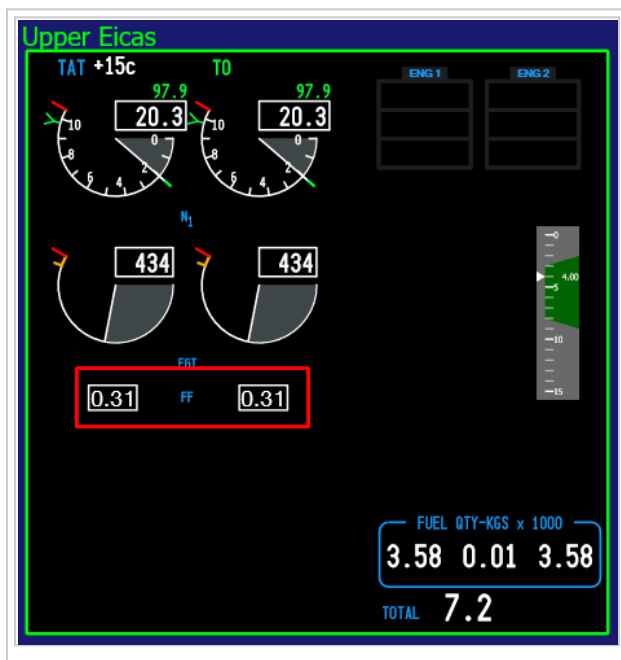 Upper Eicas
TAT +15c TO
ENG 1 ENG 2
97.9 97.9
20.3 20.3
10 8 6 4 2 0
10 8 6 4 2 0
N1
434 434
0
4.00
5
10
15
EGT
0.31 FF 0.31
FUEL QTY-KGS x 1000
3.58 0.01 3.58
TOTAL 7.2